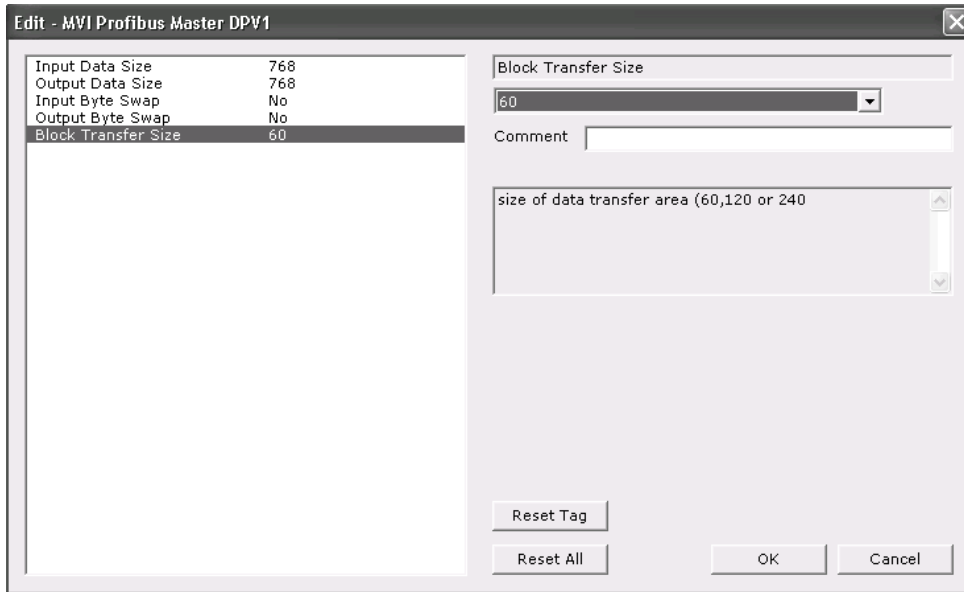 Edit - MVI Profibus Master DPV1
Input Data Size 768
Output Data Size 768
Input Byte Swap No
Output Byte Swap No
Block Transfer Size 60
Block Transfer Size
60
Comment
size of data transfer area (60,120 or 240
Reset Tag
Reset All
OK
Cancel